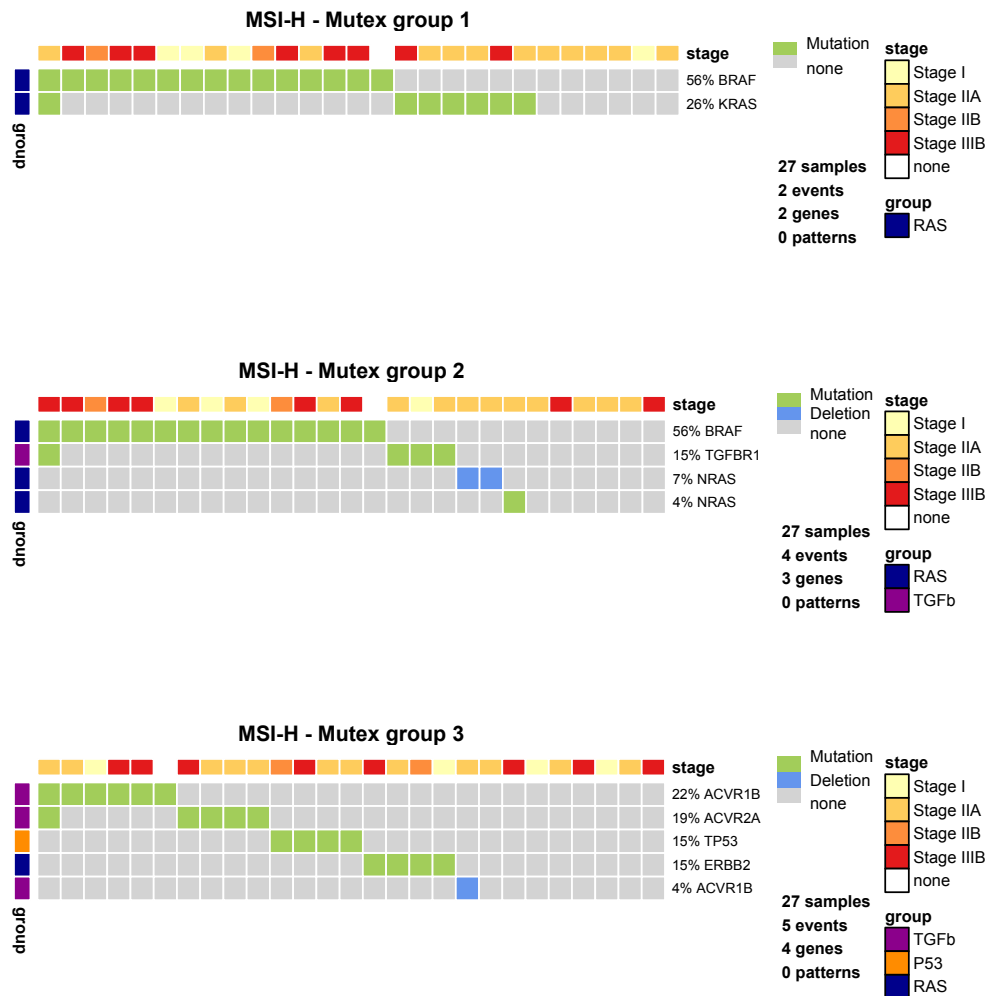 MSI-H - Mutex group 1
stage
56% BRAF
26% KRAS
group
Mutation
none
27 samples
2 events
2 genes
0 patterns
stage
Stage I
Stage IIA
Stage IIB
Stage IIIB
none
group
RAS
MSI-H - Mutex group 2
stage
56% BRAF
15% TGFBR1
7% NRAS
4% NRAS
group
Mutation
Deletion
none
27 samples
4 events
3 genes
0 patterns
stage
Stage I
Stage IIA
Stage IIB
Stage IIIB
none
group
RAS
TGFb
MSI-H - Mutex group 3
stage
22% ACVR1B
19% ACVR2A
15% TP53
15% ERBB2
4% ACVR1B
group
Mutation
Deletion
none
27 samples
5 events
4 genes
0 patterns
stage
Stage I
Stage IIA
Stage IIB
Stage IIIB
none
group
TGFb
P53
RAS